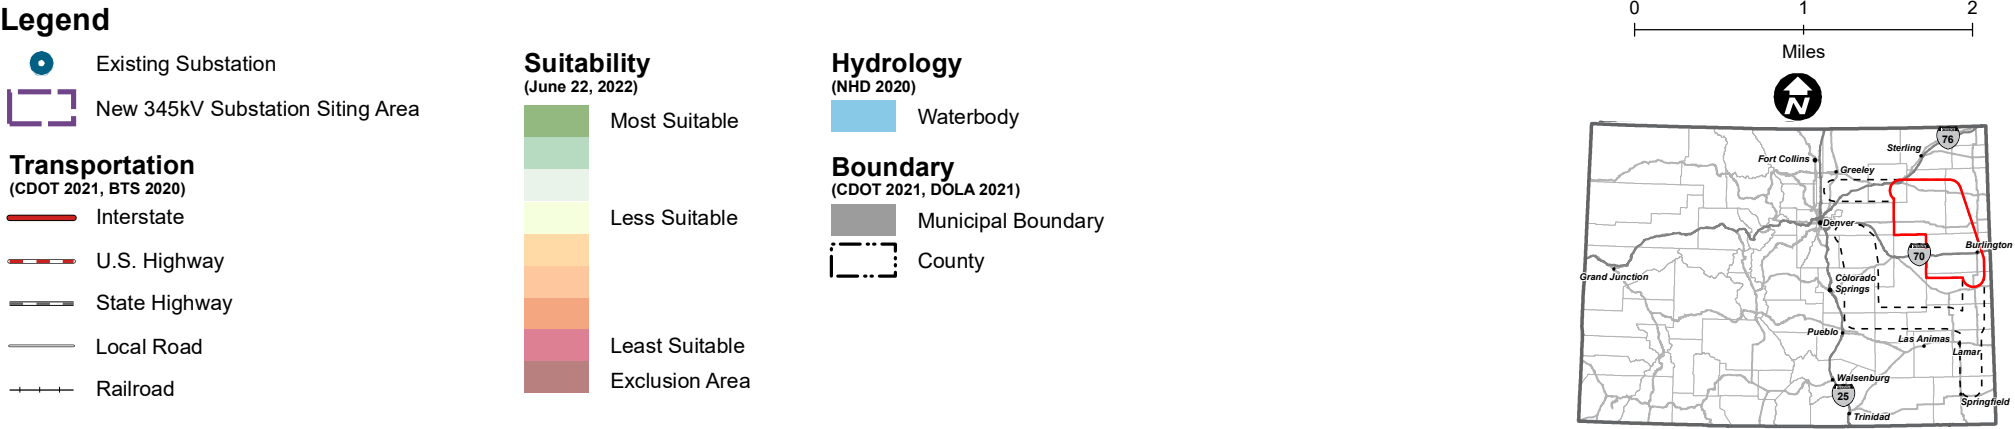 Legend
Existing Substation
New 345kV Substation Siting Area
Transportation
(CDOT 2021, BTS 2020)
Interstate
U.S. Highway
State Highway
Local Road
Railroad
Suitability
(June 22, 2022)
Most Suitable
Less Suitable
Least Suitable
Exclusion Area
Hydrology
(NHD 2020)
Waterbody
Boundary
(CDOT 2021, DOLA 2021)
Municipal Boundary
County
0 1 2
Miles
N
76
Sterling
Fort Collins
Greeley
Denver
Burlington
70
Grand Junction
Colorado
Springs
Pueblo
Las Animas
Lamar
Walsenburg
25
Springfield
Trinidad